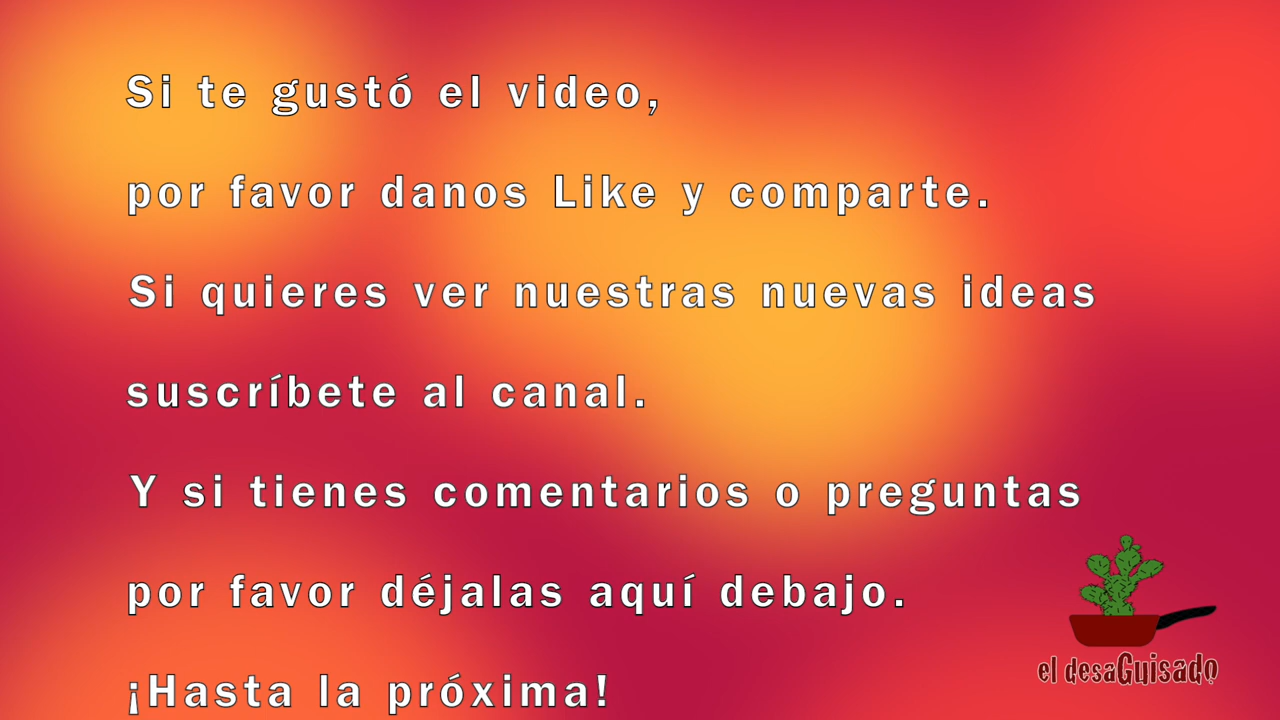 Si te gustó el video,
por favor danos Like y comparte.
Si quieres ver nuestras nuevas ideas
suscríbete al canal.
Y si tienes comentarios o preguntas
por favor déjalas aquí debajo.
¡Hasta la próxima!
el desaGuisado